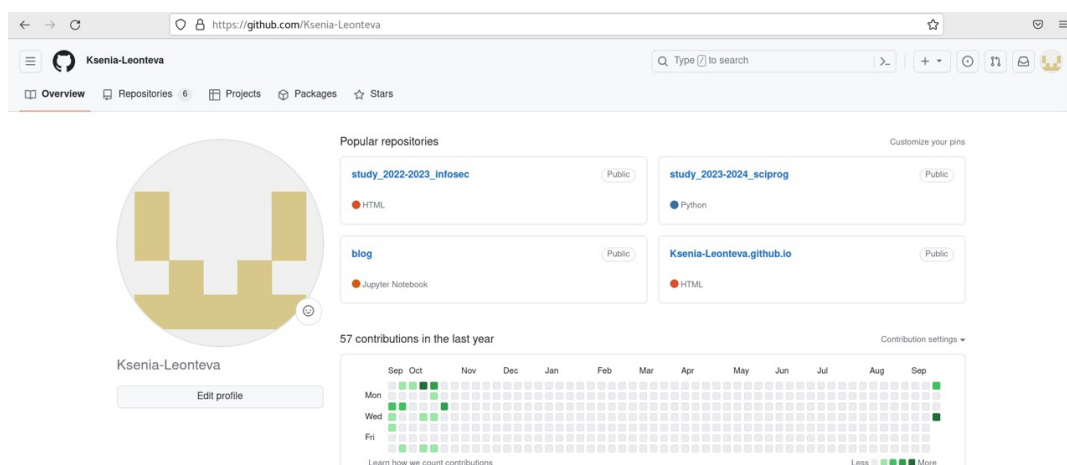 https://github.com/Ksenia-Leonteva
Ksenia-Leonteva
Type / to search
Overview Repositories 6 Projects Packages Stars
Popular repositories Customize your pins
study_2022-2023_infosec Public
HTML
study_2023-2024_sciprog Public
Python
blog Public
Jupyter Notebook
Ksenia-Leonteva.github.io Public
HTML
Ksenia-Leonteva
Edit profile
57 contributions in the last year Contribution settings
Sep Oct Nov Dec Jan Feb Mar Apr May Jun Jul Aug Sep
Mon
Wed
Fri
Learn how we count contributions Less More